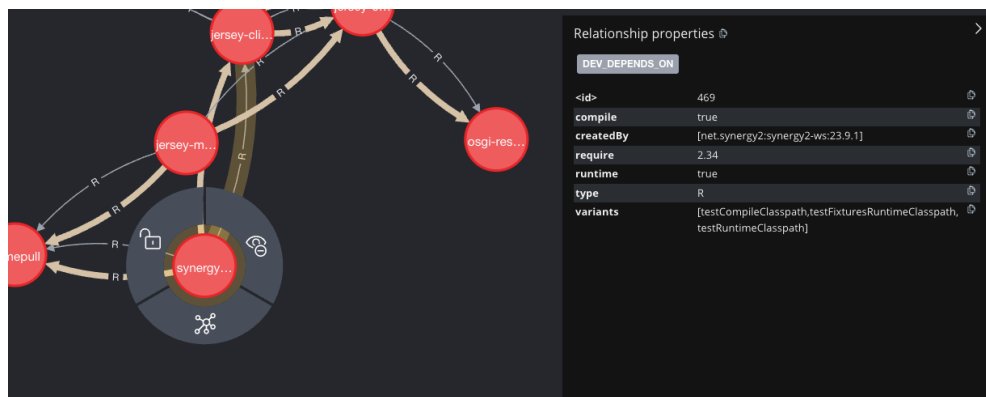 jersey-cli...
R
R
R
R
R
osgi-res...
jersey-m...
R
R
R
mepull
R
R
synergy...
Relationship properties
DEV_DEPENDS_ON
<id> 469
compile true
createdBy [net.synergy2:synergy2-ws:23.9.1]
require 2.34
runtime true
type R
variants [testCompileClasspath,testFixturesRuntimeClasspath,
testRuntimeClasspath]